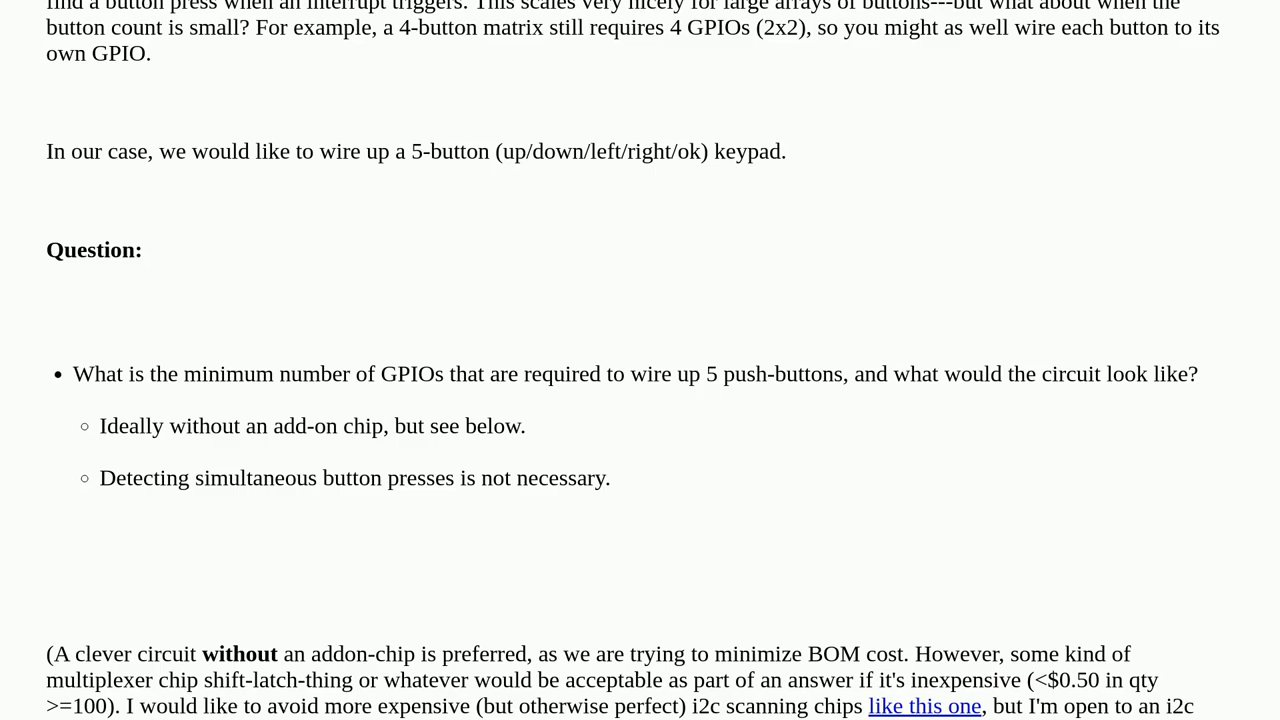 find a button press when an interrupt triggers. This scales very nicely for large arrays of buttons---but what about when the
button count is small? For example, a 4-button matrix still requires 4 GPIOs (2x2), so you might as well wire each button to its
own GPIO.
In our case, we would like to wire up a 5-button (up/down/left/right/ok) keypad.
Question:
• What is the minimum number of GPIOs that are required to wire up 5 push-buttons, and what would the circuit look like?
◦ Ideally without an add-on chip, but see below.
◦ Detecting simultaneous button presses is not necessary.
(A clever circuit without an addon-chip is preferred, as we are trying to minimize BOM cost. However, some kind of
multiplexer chip shift-latch-thing or whatever would be acceptable as part of an answer if it's inexpensive (<$0.50 in qty
>=100). I would like to avoid more expensive (but otherwise perfect) i2c scanning chips like this one, but I'm open to an i2c